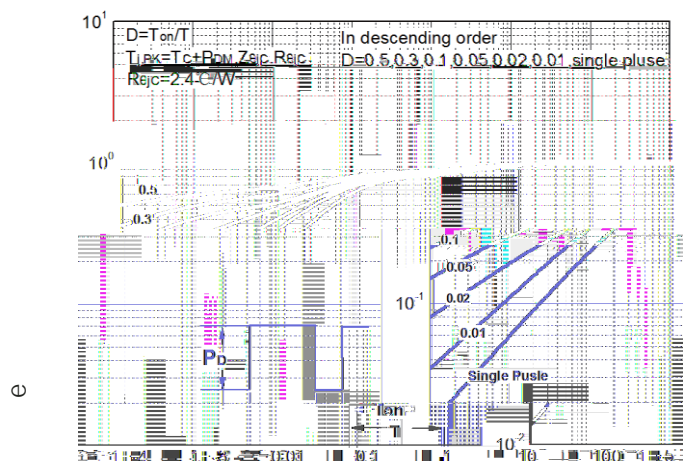 10¹
D=Ton/T
In descending order
TJ,PK=TC+PDM.ZθJC.RθJC
D=0.5,0.3,0.1,0.05,0.02,0.01,single pluse
RθJC=2.4℃/W
10⁰
0.5
0.3
0.1
0.05
10⁻¹
0.02
0.01
PD
Single Pusle
Ton
T
10⁻²
e